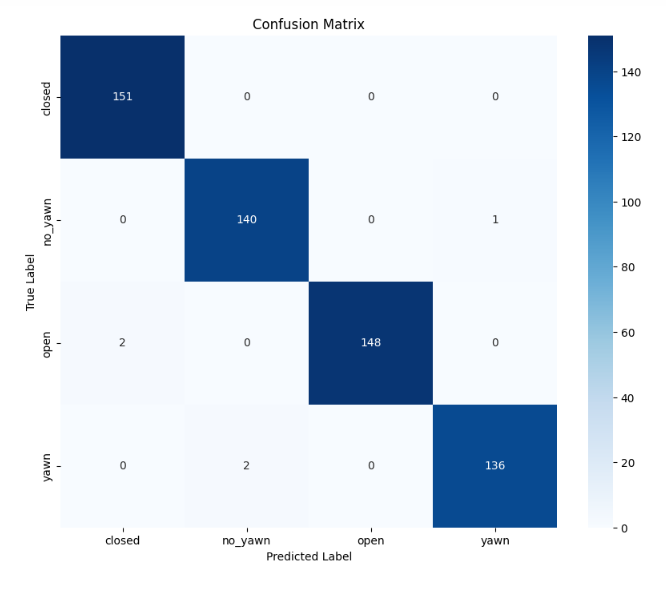 Confusion Matrix
closed
151
0
0
0
no_yawn
0
140
0
1
open
2
0
148
0
yawn
0
2
0
136
True Label
closed
no_yawn
open
yawn
Predicted Label
140
120
100
80
60
40
20
0